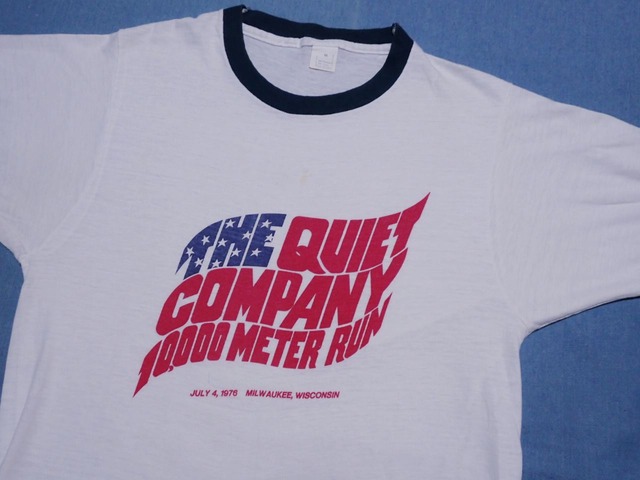 THE QUIET
COMPANY
10,000 METER RUN
JULY 4, 1976 MILWAUKEE, WISCONSIN